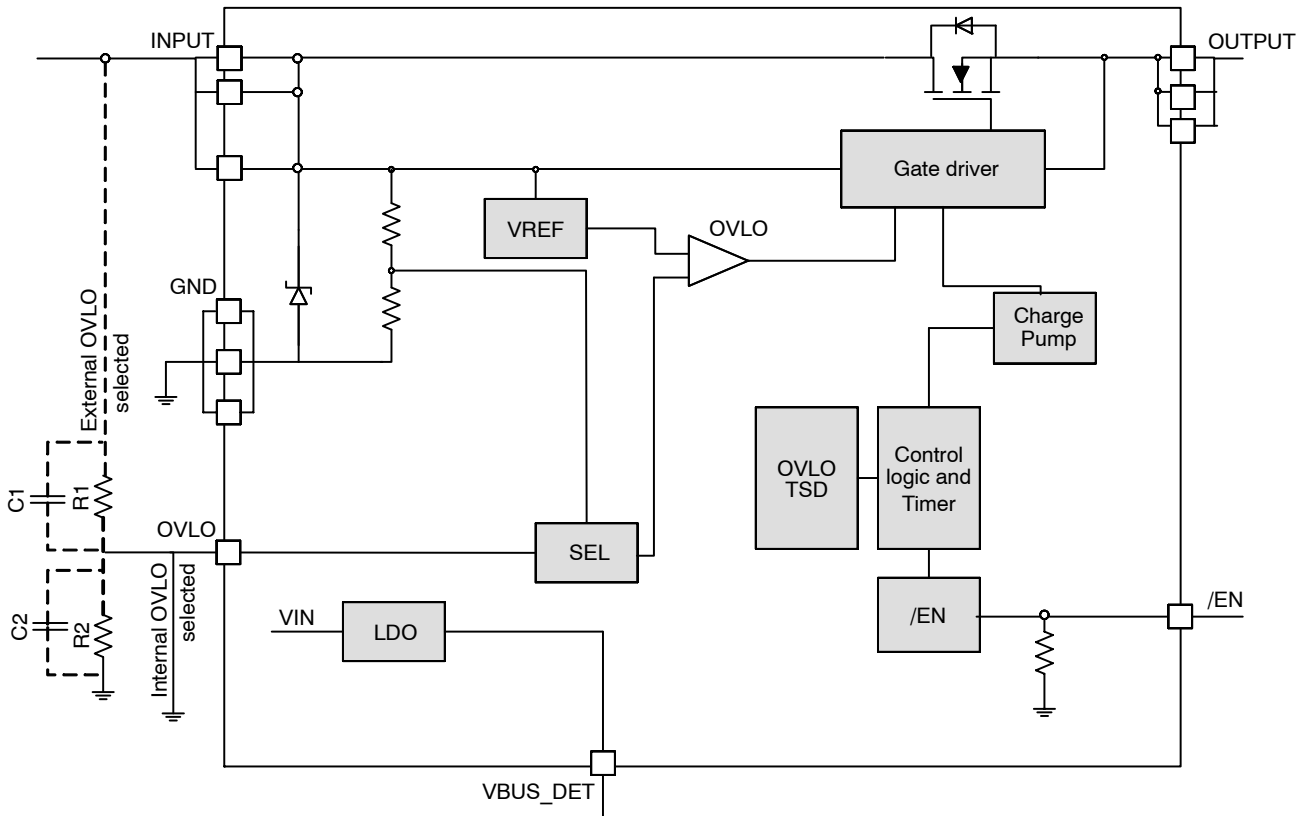 INPUT
OUTPUT
Gate driver
VREF
OVLO
GND
Charge
Pump
External OVLO
selected
OVLO
TSD
Control
logic and
Timer
C1
R1
OVLO
SEL
/EN
/EN
C2
R2
Internal OVLO
selected
VIN
LDO
VBUS_DET